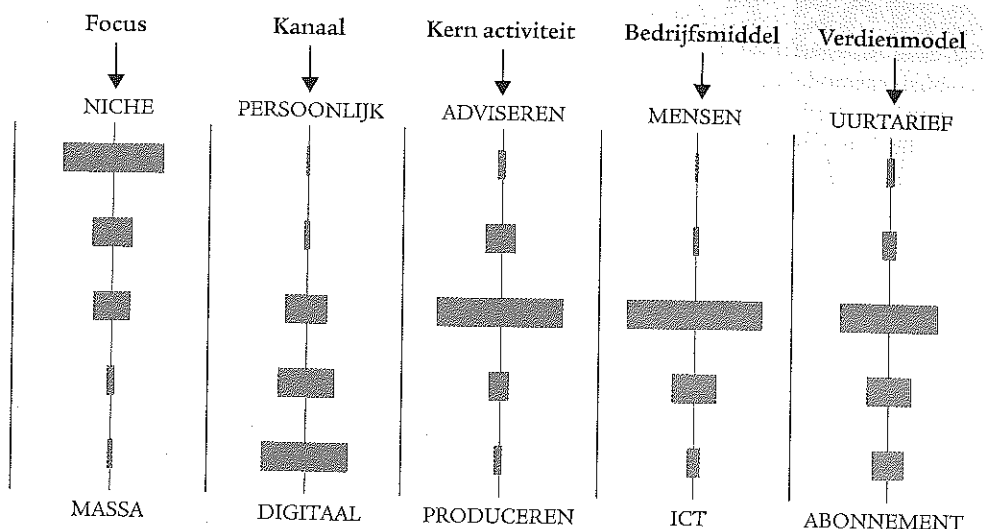 Focus
Kanaal
Kern activiteit
Bedrijfsmiddel
Verdienmodel
NICHE
PERSOONLIJK
ADVISEREN
MENSEN
UURTARIEF
MASSA
DIGITAAL
PRODUCEREN
ICT
ABONNEMENT